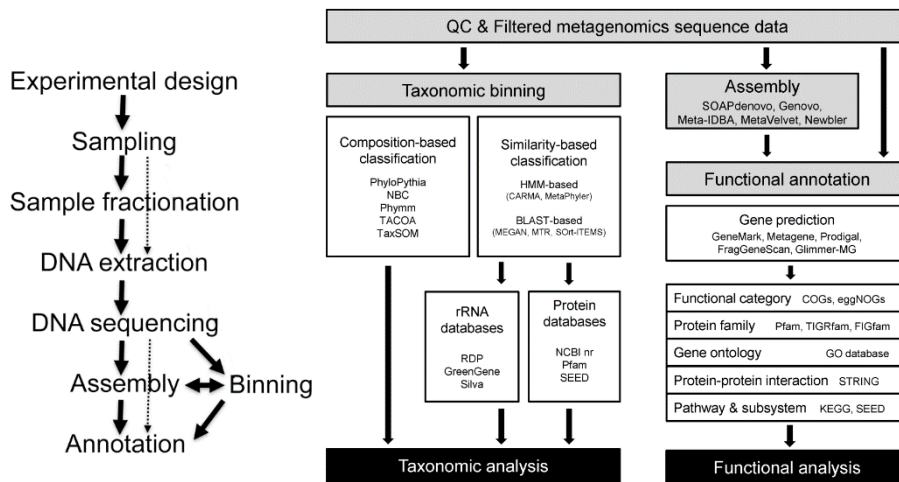 Experimental design
Sampling
Sample fractionation
DNA extraction
DNA sequencing
Assembly
Binning
Annotation
QC & Filtered metagenomics sequence data
Taxonomic binning
Composition-based
classification
PhyloPythia
NBC
Phymm
TACOA
TaxSOM
Similarity-based
classification
HMM-based
(CARMA, MetaPhyler)
BLAST-based
(MEGAN, MTR, SOrt-ITEMS)
rRNA
databases
RDP
GreenGene
Silva
Protein
databases
NCBI nr
Pfam
SEED
Taxonomic analysis
Assembly
SOAPdenovo, Genovo,
Meta-IDBA, MetaVelvet, Newbler
Functional annotation
Gene prediction
GeneMark, Metagene, Prodigal,
FragGeneScan, Glimmer-MG
Functional category COGs, eggNOGs
Protein family Pfam, TIGRfam, FIGfam
Gene ontology GO database
Protein-protein interaction STRING
Pathway & subsystem KEGG, SEED
Functional analysis